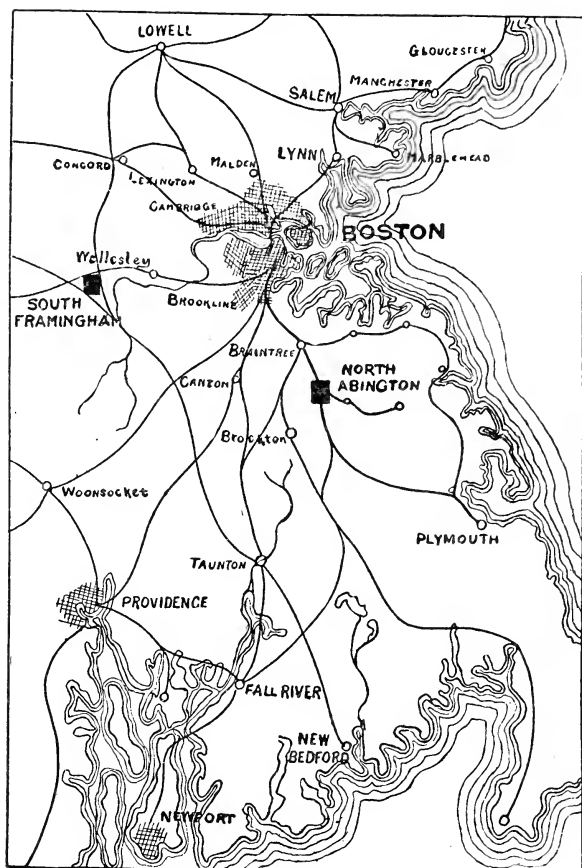 LOWELL
GLOUCESTER
MANCHESTER
SALEM
LYNN
MARBLEHEAD
MALDEN
CONCORD
LEXINGTON
CAMBRIDGE
BOSTON
Wellesley
SOUTH
FRAMINGHAM
BROOKLINE
BRAINTREE
NORTH
ABINGTON
CANTON
Brockton
WOONSOCKET
PLYMOUTH
TAUNTON
PROVIDENCE
FALL RIVER
NEW
BEDFORD
NEWPORT